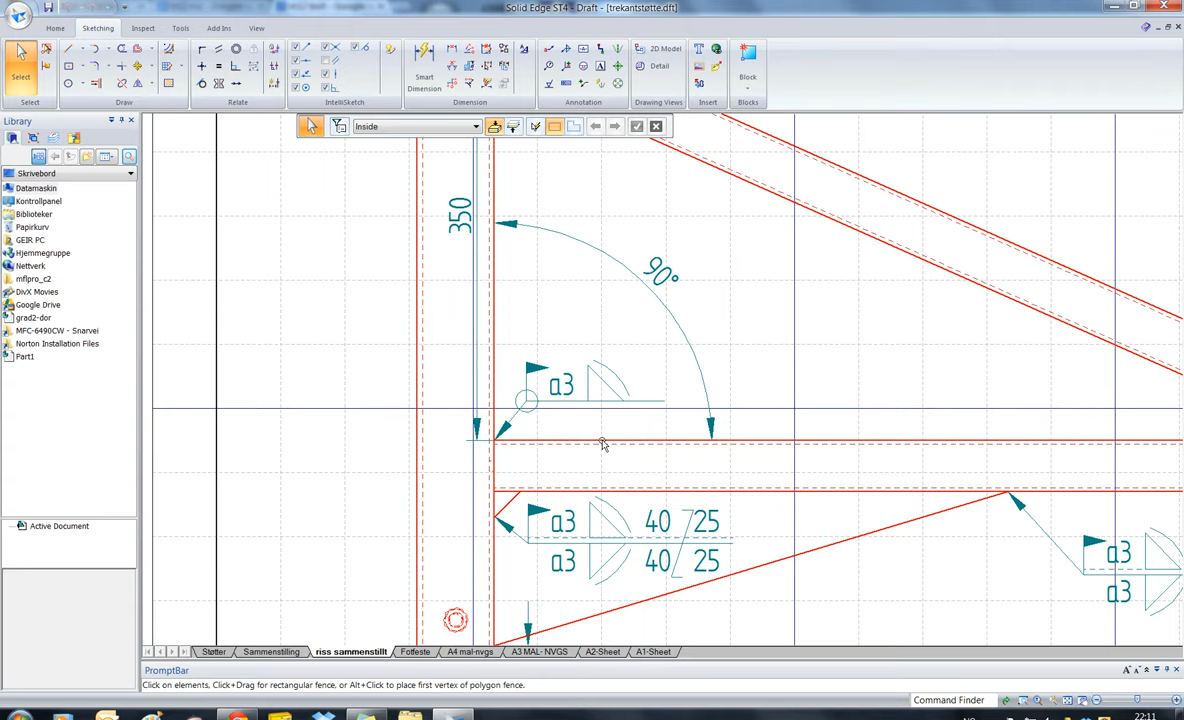 Solid Edge ST4 - Draft - [trekantstøtte.dft]
Home Sketching Inspect Tools Add Ins View
Select
Smart Dimension
2D Model
Detail
Block
Select Draw Relate IntelliSketch Dimension Annotation Drawing Views Insert Blocks
Library
Inside
Skrivebord
Datamaskin
Kontrollpanel
Biblioteker
Papirkurv
GEIR PC
Hjemmegruppe
Nettverk
mflpro_c2
DivX Movies
Google Drive
grad2-dor
MFC-6490CW - Snarvei
Norton Installation Files
Part1
Active Document
350
90°
a3
a3 40 25
a3 40 25
a3
a3
Støtter Sammenstilling riss sammenstillt Fotfeste A4 mal-nvgs A3 MAL- NVGS A2-Sheet A1-Sheet
PromptBar
Click on elements, Click+Drag for rectangular fence, or Alt+Click to place first vertex of polygon fence.
Command Finder
22:11